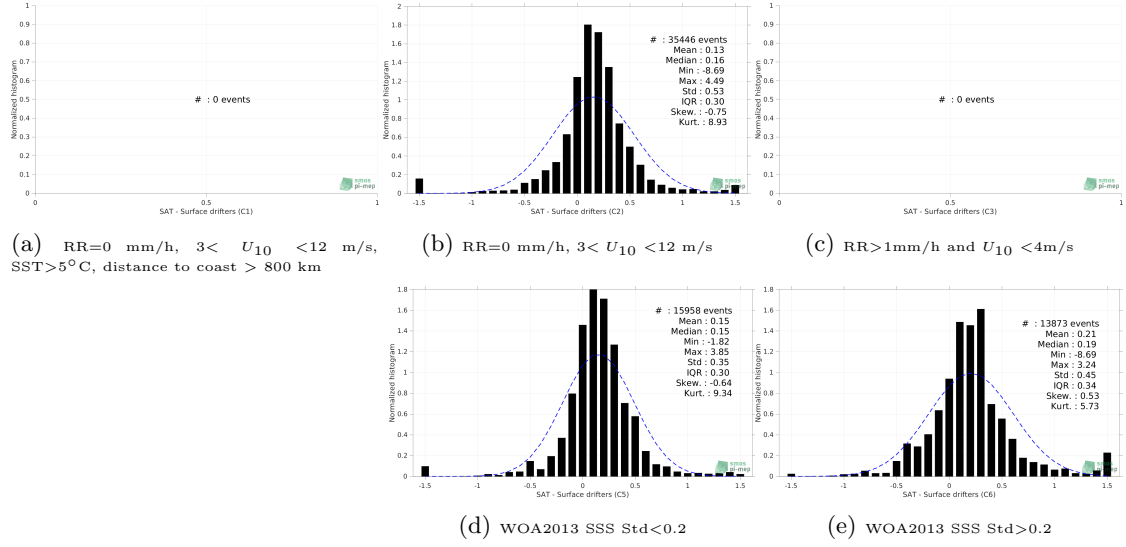 1
0.9
0.8
0.7
0.6
0.5
0.4
0.3
0.2
0.1
0
Normalized histogram
# : 0 events
smos
pi-mep
0 0.5 1
SAT - Surface drifters (C1)
(a) RR=0 mm/h, 3< U10 <12 m/s,
SST>5°C, distance to coast > 800 km
2
1.8
1.6
1.4
1.2
1
0.8
0.6
0.4
0.2
0
Normalized histogram
# : 35446 events
Mean : 0.13
Median : 0.16
Min : -8.69
Max : 4.49
Std : 0.53
IQR : 0.30
Skew. : -0.75
Kurt. : 8.93
smos
pi-mep
-1.5 -1 -0.5 0 0.5 1 1.5
SAT - Surface drifters (C2)
(b) RR=0 mm/h, 3< U10 <12 m/s
1
0.9
0.8
0.7
0.6
0.5
0.4
0.3
0.2
0.1
0
Normalized histogram
# : 0 events
smos
pi-mep
0 0.5 1
SAT - Surface drifters (C3)
(c) RR>1mm/h and U10 <4m/s
1.8
1.6
1.4
1.2
1
0.8
0.6
0.4
0.2
0
Normalized histogram
# : 15958 events
Mean : 0.15
Median : 0.15
Min : -1.82
Max : 3.85
Std : 0.35
IQR : 0.30
Skew. : -0.64
Kurt. : 9.34
smos
pi-mep
-1.5 -1 -0.5 0 0.5 1 1.5
SAT - Surface drifters (C5)
(d) WOA2013 SSS Std<0.2
1.8
1.6
1.4
1.2
1
0.8
0.6
0.4
0.2
0
Normalized histogram
# : 13873 events
Mean : 0.21
Median : 0.19
Min : -8.69
Max : 3.24
Std : 0.45
IQR : 0.34
Skew. : 0.53
Kurt. : 5.73
smos
pi-mep
-1.5 -1 -0.5 0 0.5 1 1.5
SAT - Surface drifters (C6)
(e) WOA2013 SSS Std>0.2